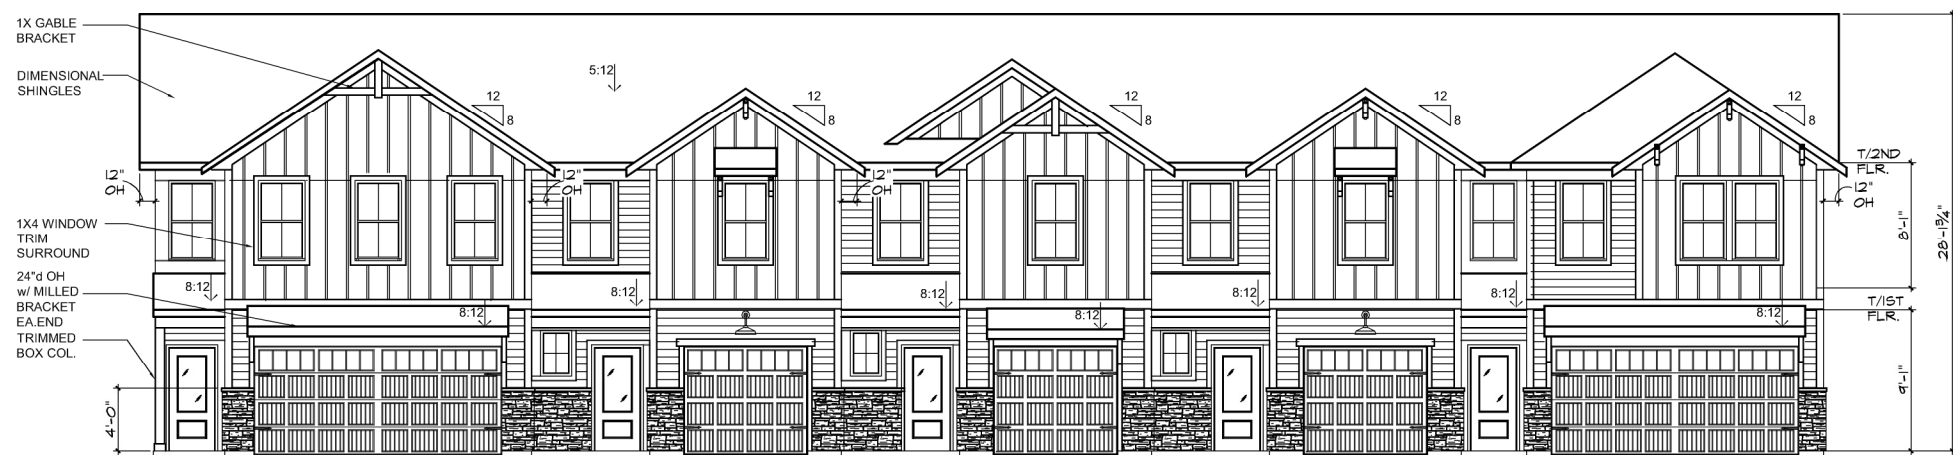 1X GABLE
BRACKET
DIMENSIONAL
SHINGLES
5:12
12
8
12
8
12
8
12
8
12
8
12"
OH
12"
OH
12"
OH
T/2ND
FLR.
12"
OH
1X4 WINDOW
TRIM
SURROUND
24"d OH
w/ MILLED
BRACKET
EA.END
TRIMMED
BOX COL.
8:12
8:12
8:12
8:12
8:12
8:12
8:12
8:12
T/1ST
FLR.
8'-1"
28'-1 3/4"
9'-1"
4'-0"